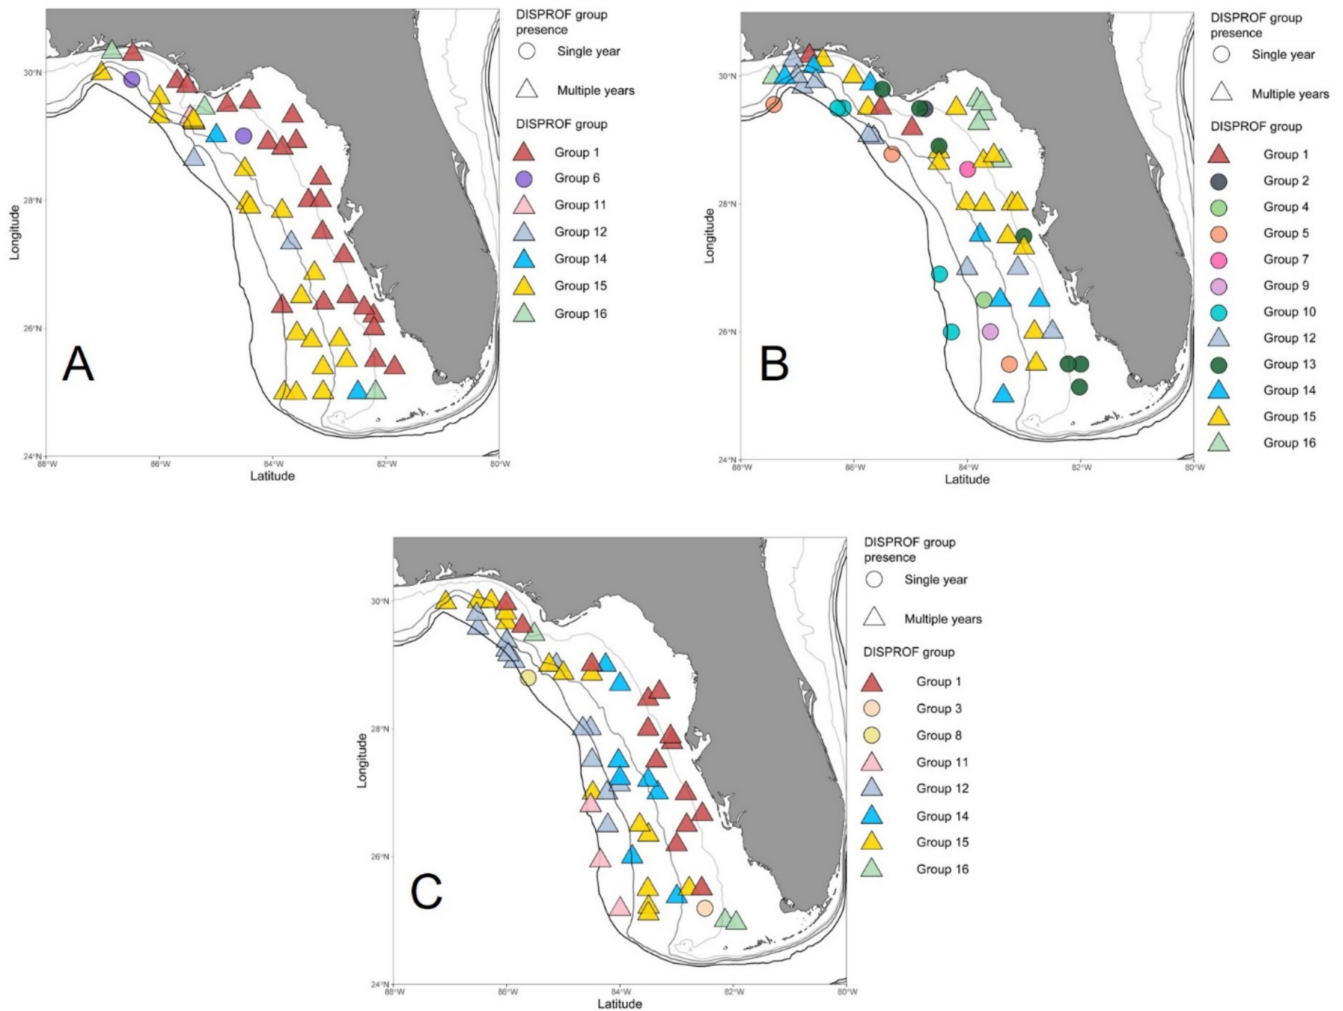 DISPROF group
presence
Single year
Multiple years
DISPROF group
Group 1
Group 6
Group 11
Group 12
Group 14
Group 15
Group 16
30°N
28°N
26°N
24°N
88°W
86°W
84°W
82°W
80°W
Longitude
Latitude
A
DISPROF group
presence
Single year
Multiple years
DISPROF group
Group 1
Group 2
Group 4
Group 5
Group 7
Group 9
Group 10
Group 12
Group 13
Group 14
Group 15
Group 16
30°N
28°N
26°N
24°N
88°W
86°W
84°W
82°W
80°W
Longitude
Latitude
B
DISPROF group
presence
Single year
Multiple years
DISPROF group
Group 1
Group 3
Group 8
Group 11
Group 12
Group 14
Group 15
Group 16
30°N
28°N
26°N
24°N
88°W
86°W
84°W
82°W
80°W
Longitude
Latitude
C